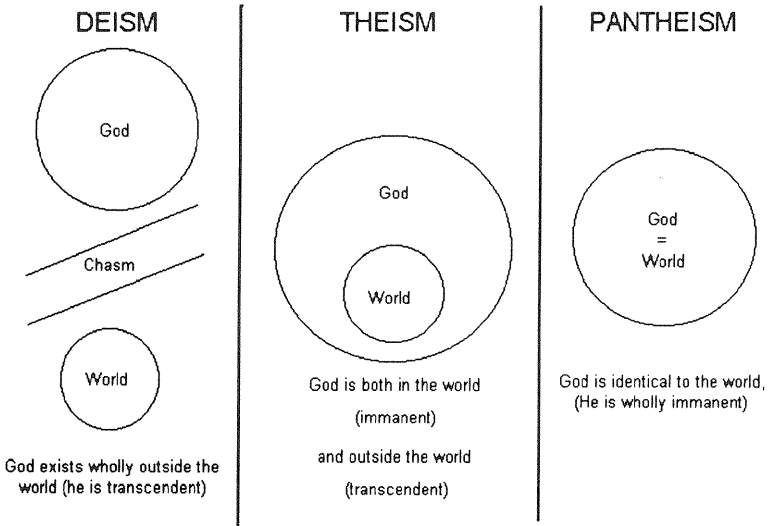 DEISM
God
Chasm
World
God exists wholly outside the
world (he is transcendent)
THEISM
God
World
God is both in the world
(immanent)
and outside the world
(transcendent)
PANTHEISM
God
=
World
God is identical to the world,
(He is wholly immanent)